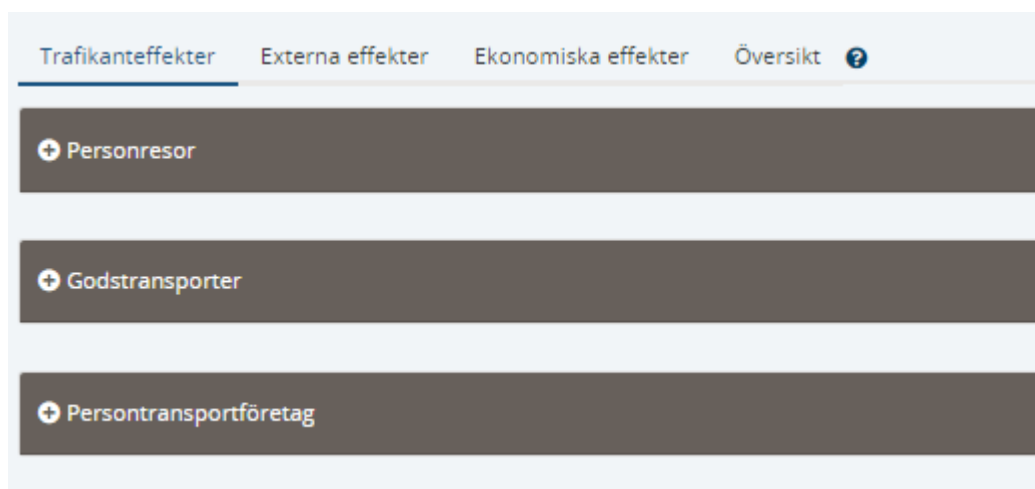 Trafikanteffekter Externa effekter Ekonomiska effekter Översikt
Personresor
Godstransporter
Persontransportföretag